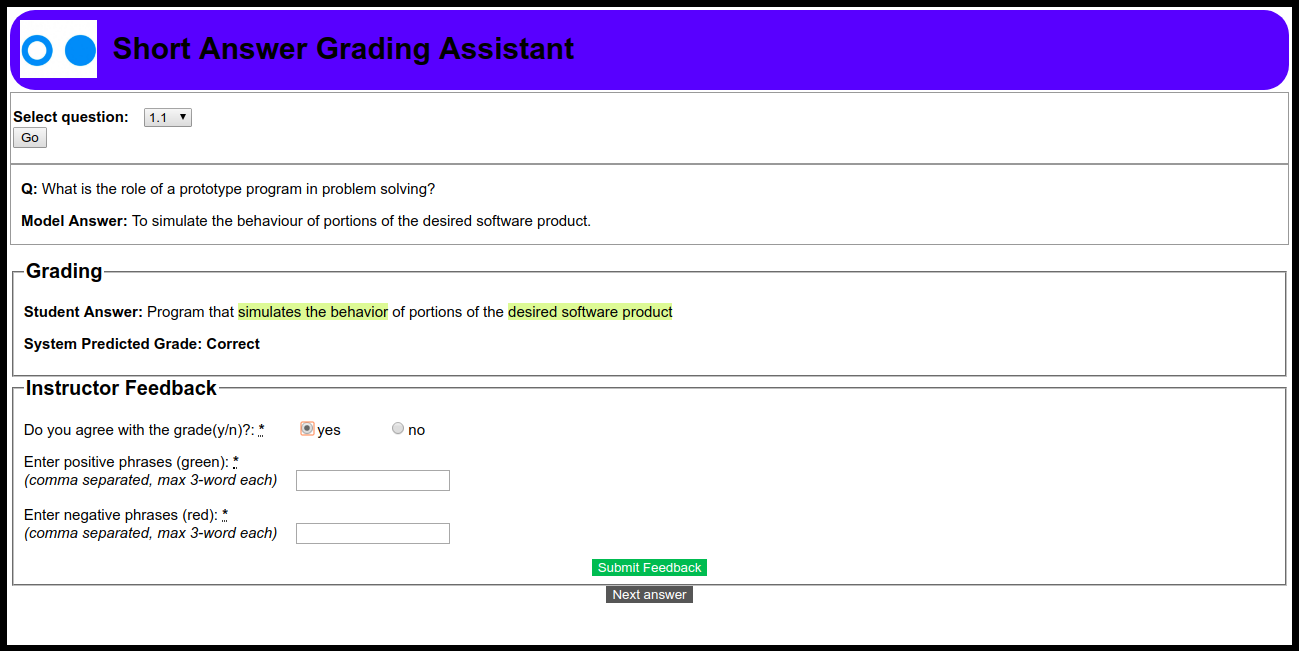 Short Answer Grading Assistant
Select question: 1.1
Go
Q: What is the role of a prototype program in problem solving?
Model Answer: To simulate the behaviour of portions of the desired software product.
Grading
Student Answer: Program that simulates the behavior of portions of the desired software product
System Predicted Grade: Correct
Instructor Feedback
Do you agree with the grade(y/n)?: * yes no
Enter positive phrases (green): *
(comma separated, max 3-word each)
Enter negative phrases (red): *
(comma separated, max 3-word each)
Submit Feedback
Next answer